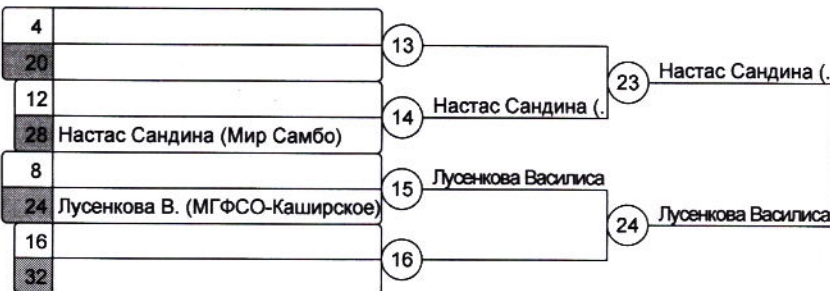 4
20
13
23
Настас Сандина (.
12
28 Настас Сандина (Мир Самбо)
14
Настас Сандина (.
8
24 Лусенкова В. (МГФСО-Каширское)
15
Лусенкова Василиса
24
Лусенкова Василиса
16
32
16